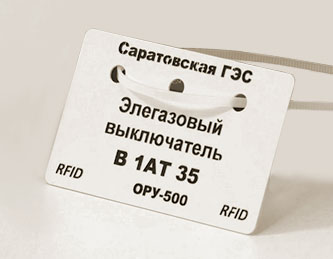 Саратовская ГЭС
Элегазовый
выключатель
В 1АТ 35
ОРУ-500
RFID RFID